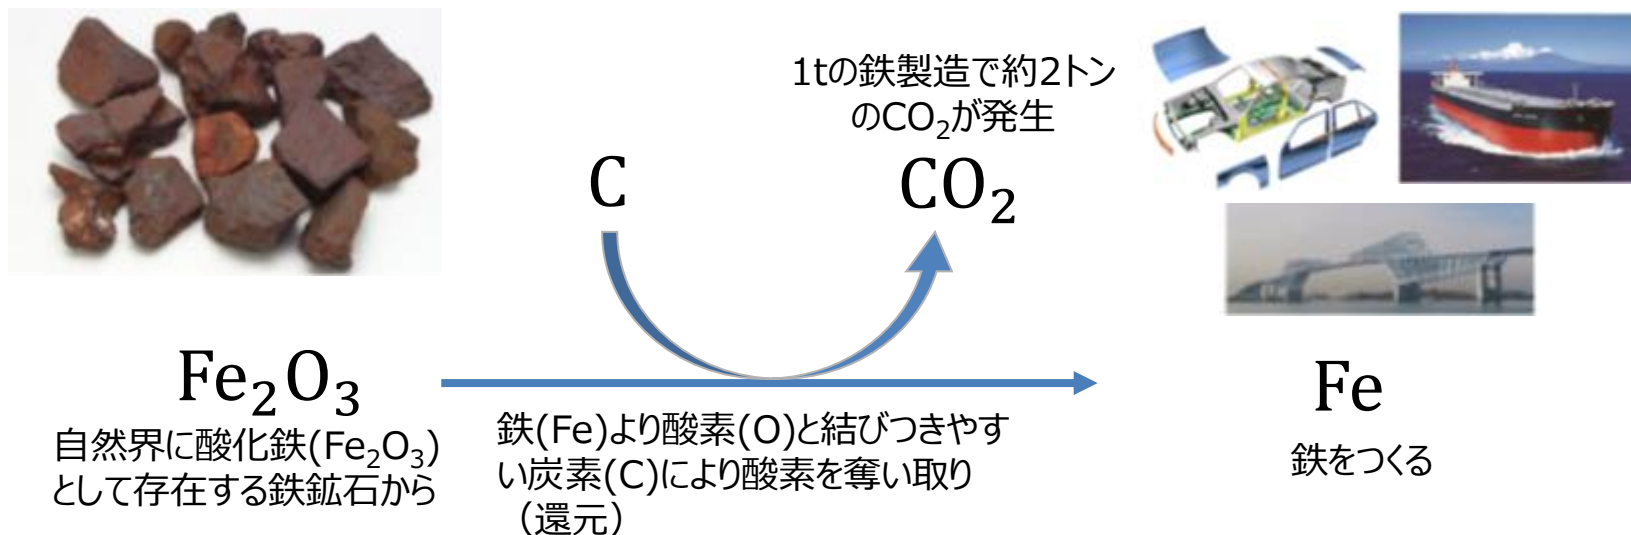 1tの鉄製造で約2トン
のCO₂が発生
C
CO₂
Fe₂O₃
自然界に酸化鉄(Fe₂O₃)
として存在する鉄鉱石から
鉄(Fe)より酸素(O)と結びつきやす
い炭素(C)により酸素を奪い取り
（還元）
Fe
鉄をつくる